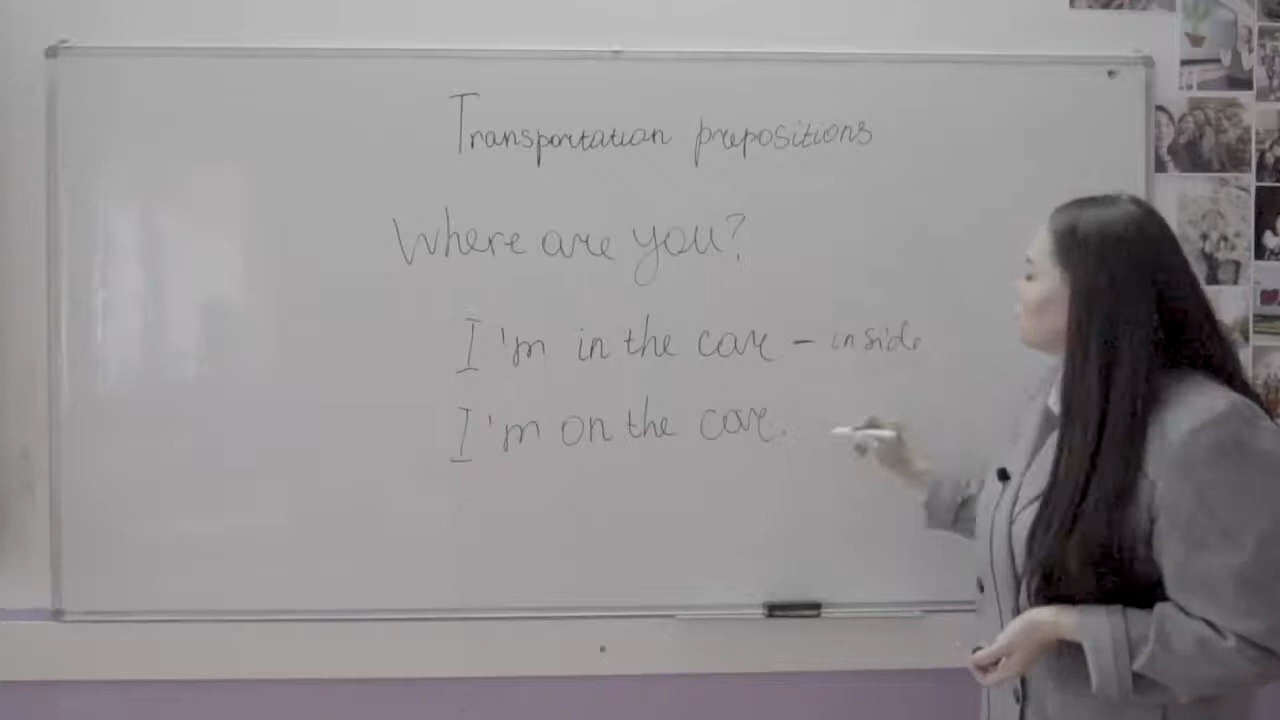 Transportation prepositions
Where are you?
I'm in the car - inside
I'm on the car.